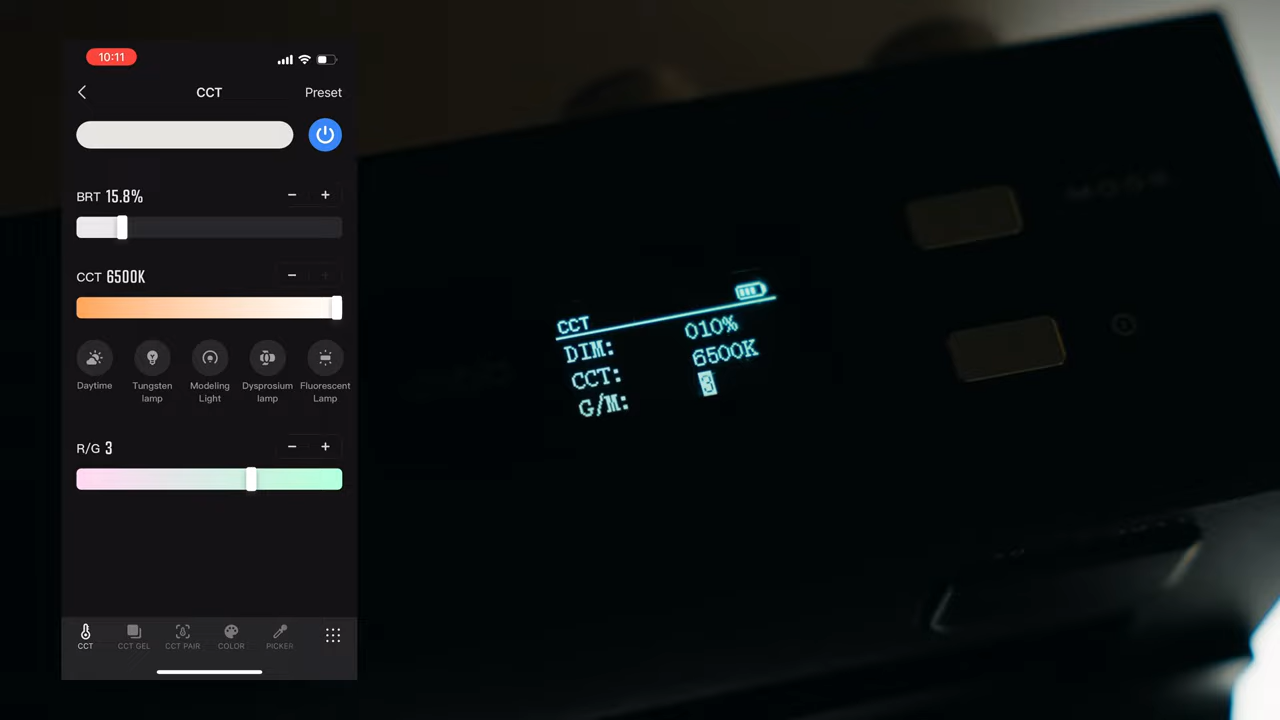 10:11
CCT
Preset
BRT 15.8%
CCT 6500K
Daytime
Tungsten lamp
Modeling Light
Dysprosium lamp
Fluorescent Lamp
R/G 3
CCT
CCT GEL
CCT PAIR
COLOR
PICKER
CCT
DIM: 010%
CCT: 6500K
G/M: 3